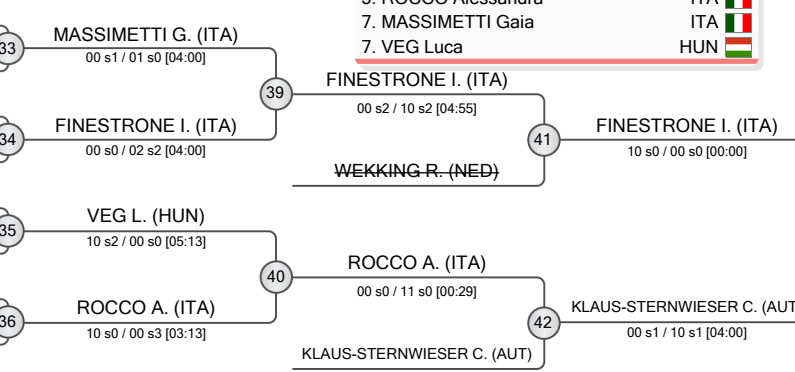 5. ROCCO Alessandra ITA
7. MASSIMETTI Gaia ITA
7. VEG Luca HUN
33
MASSIMETTI G. (ITA)
00 s1 / 01 s0 [04:00]
39
FINESTRONE I. (ITA)
00 s2 / 10 s2 [04:55]
34
FINESTRONE I. (ITA)
00 s0 / 02 s2 [04:00]
41
FINESTRONE I. (ITA)
10 s0 / 00 s0 [00:00]
WEKKING R. (NED)
35
VEG L. (HUN)
10 s2 / 00 s0 [05:13]
40
ROCCO A. (ITA)
00 s0 / 11 s0 [00:29]
36
ROCCO A. (ITA)
10 s0 / 00 s3 [03:13]
42
KLAUS-STERNWIESER C. (AUT
00 s1 / 10 s1 [04:00]
KLAUS-STERNWIESER C. (AUT)